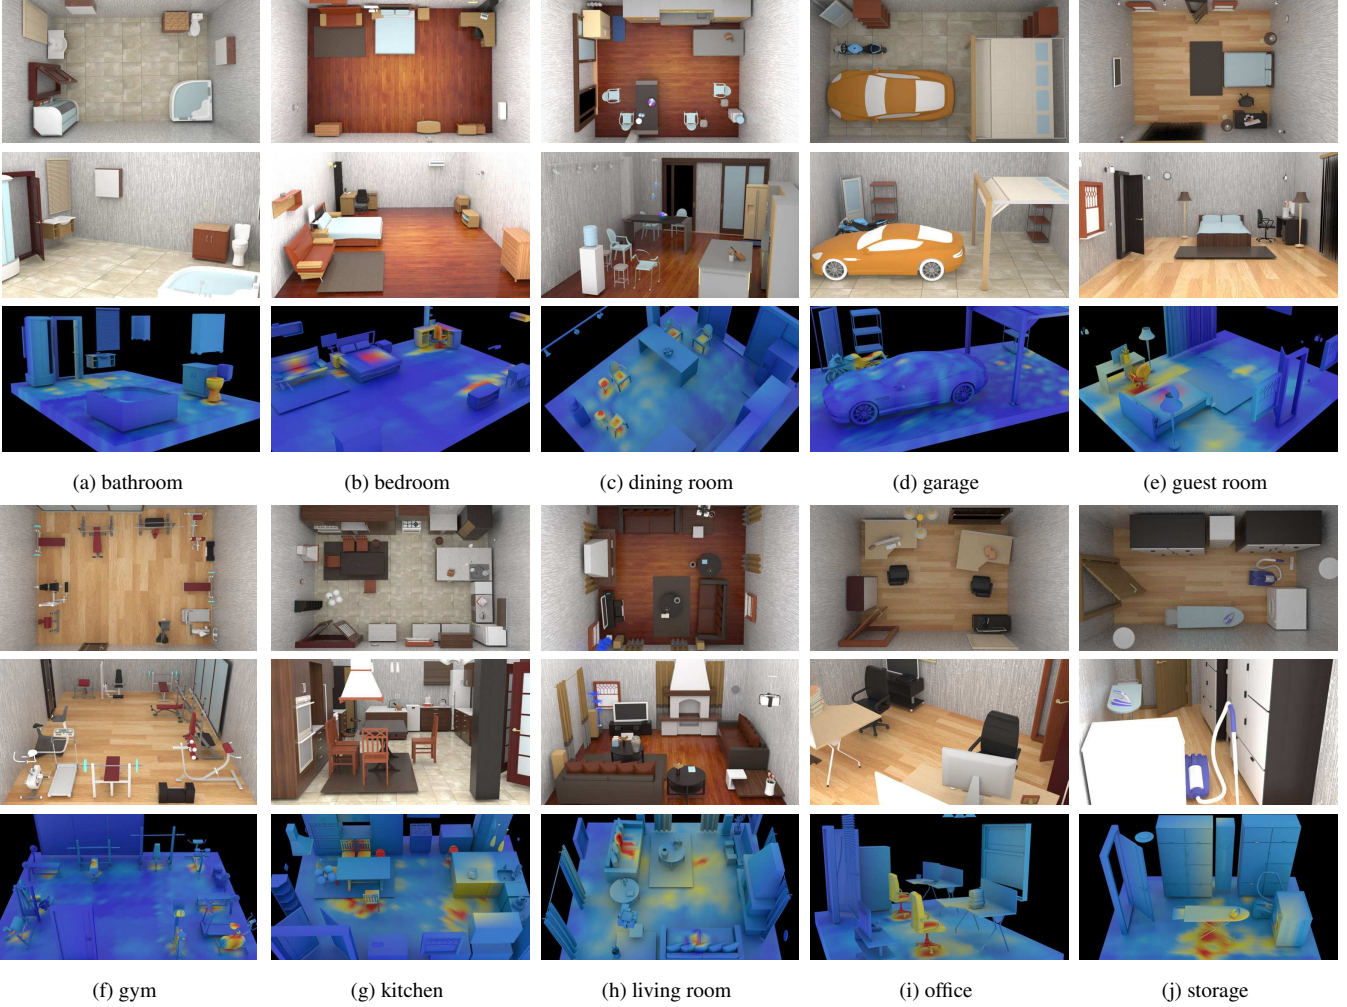 (a) bathroom
(b) bedroom
(c) dining room
(d) garage
(e) guest room
(f) gym
(g) kitchen
(h) living room
(i) office
(j) storage